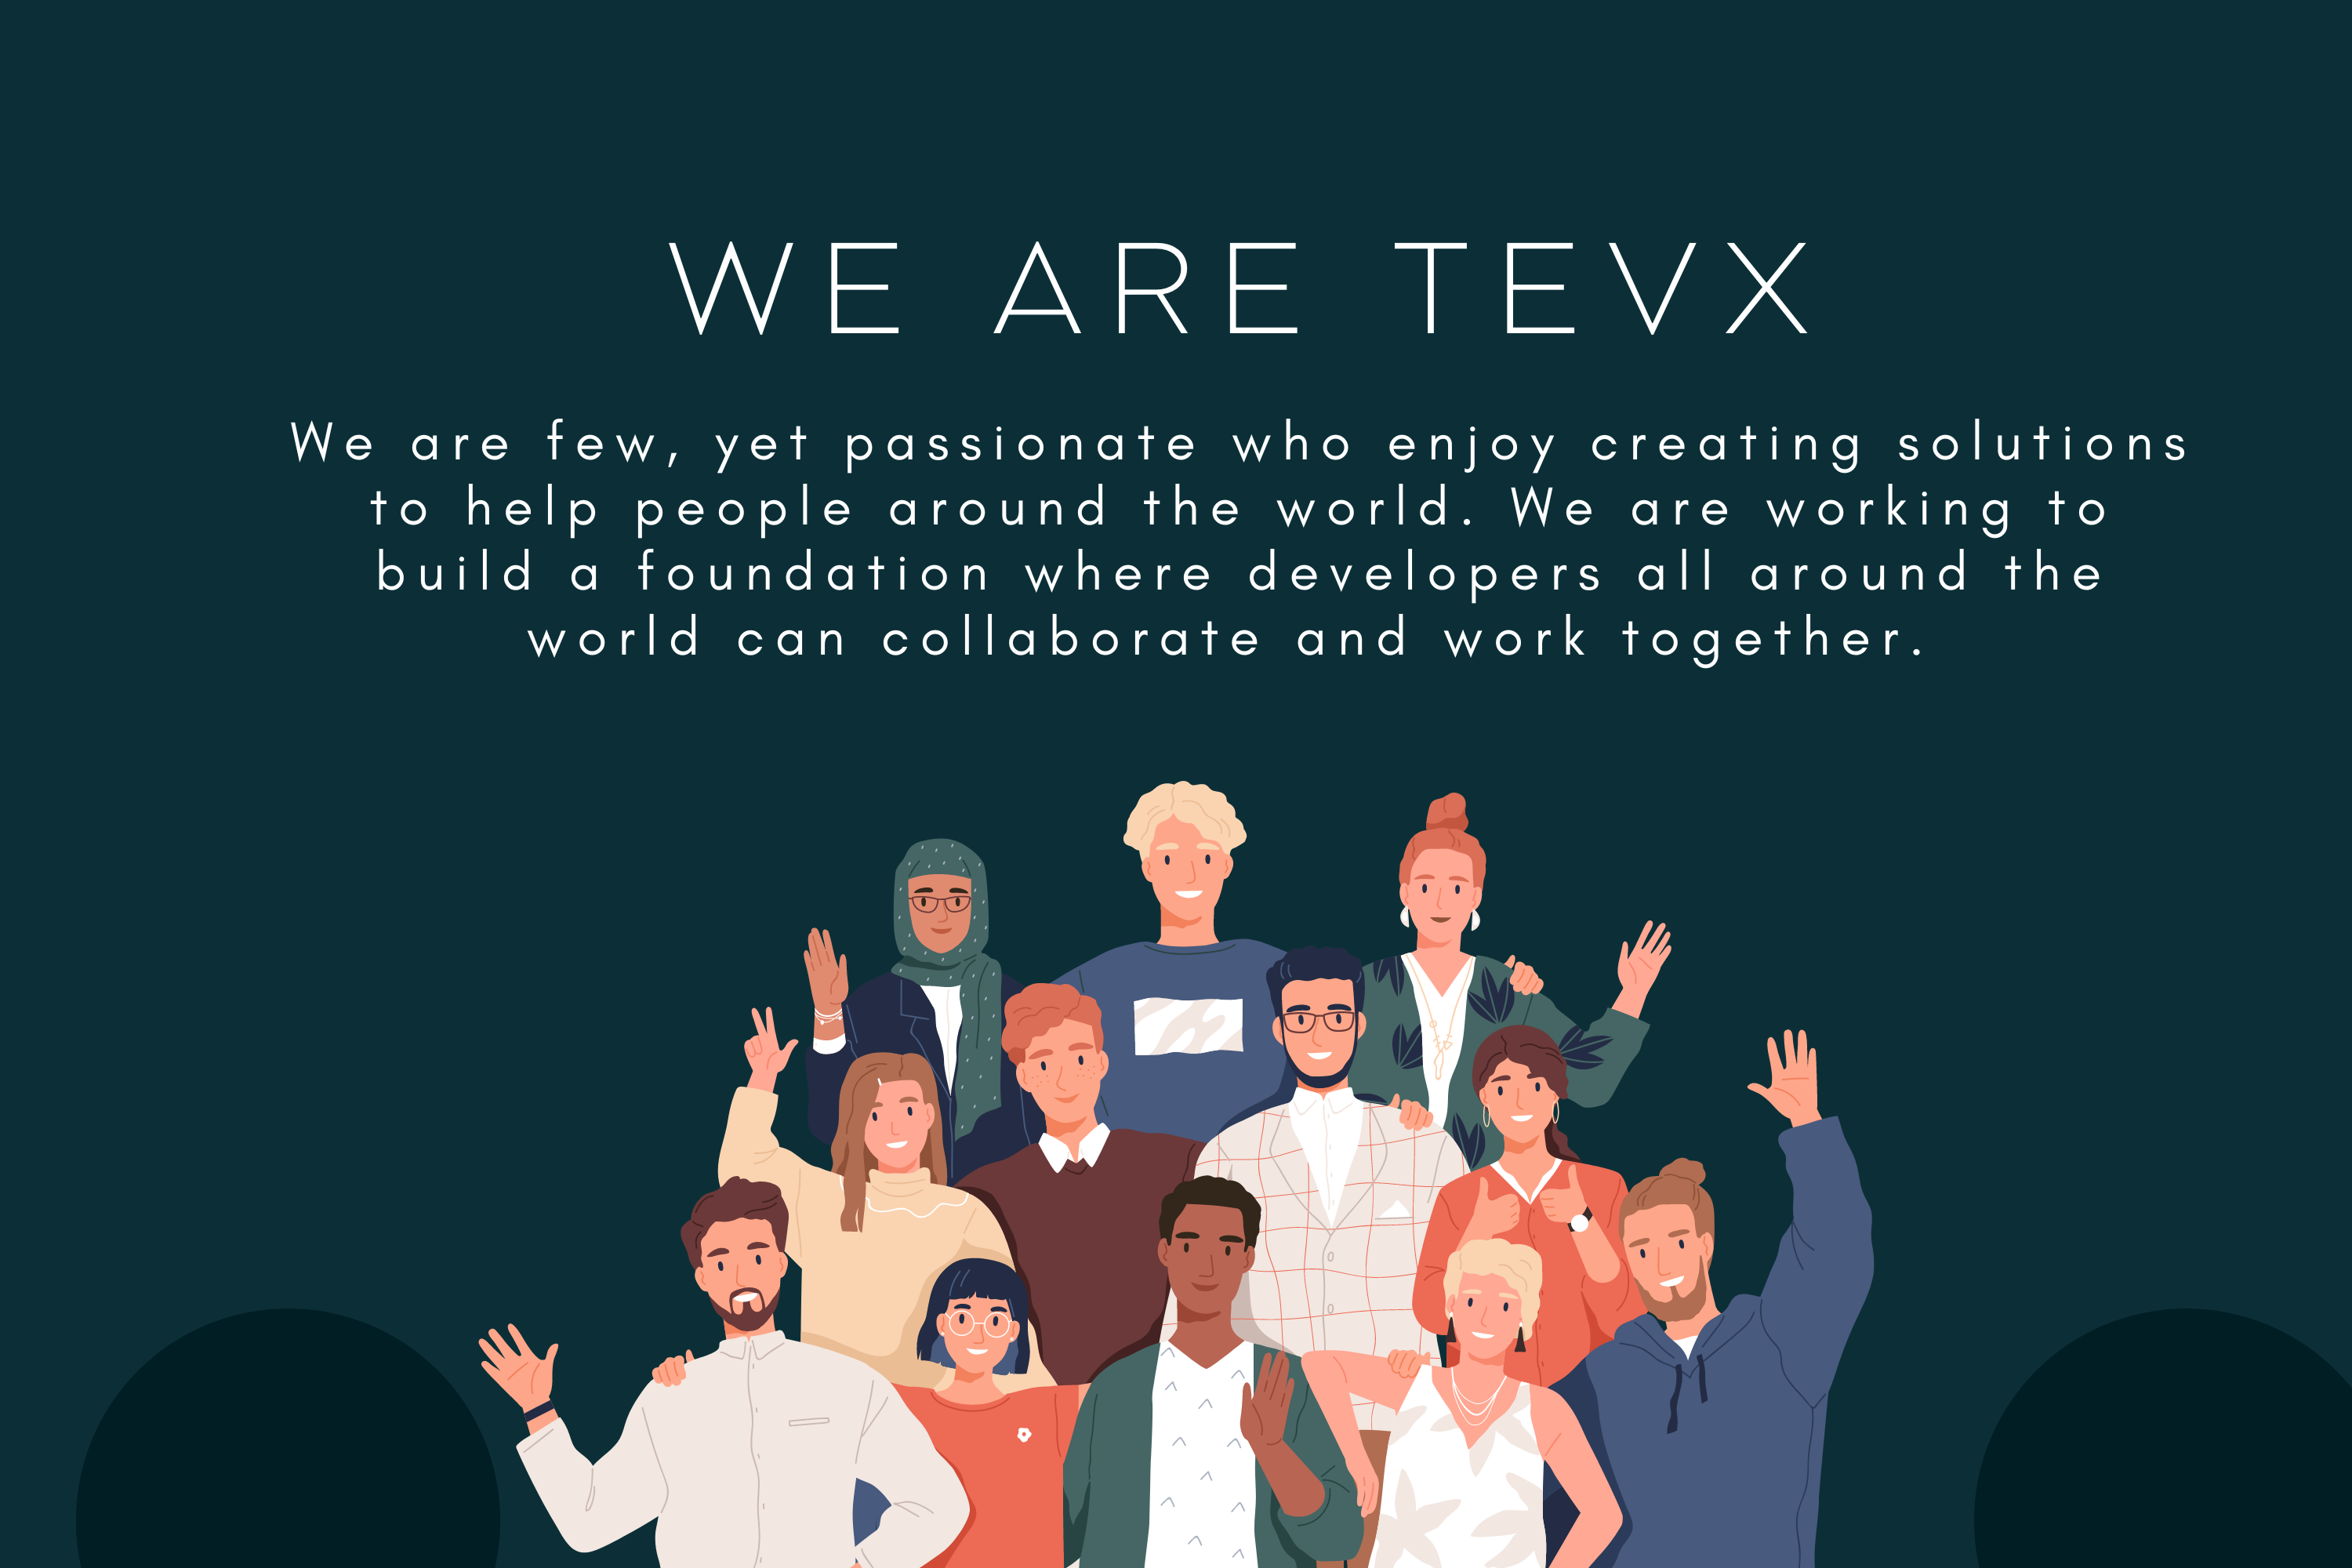 WE ARE TEVX
We are few, yet passionate who enjoy creating solutions
to help people around the world. We are working to
build a foundation where developers all around the
world can collaborate and work together.